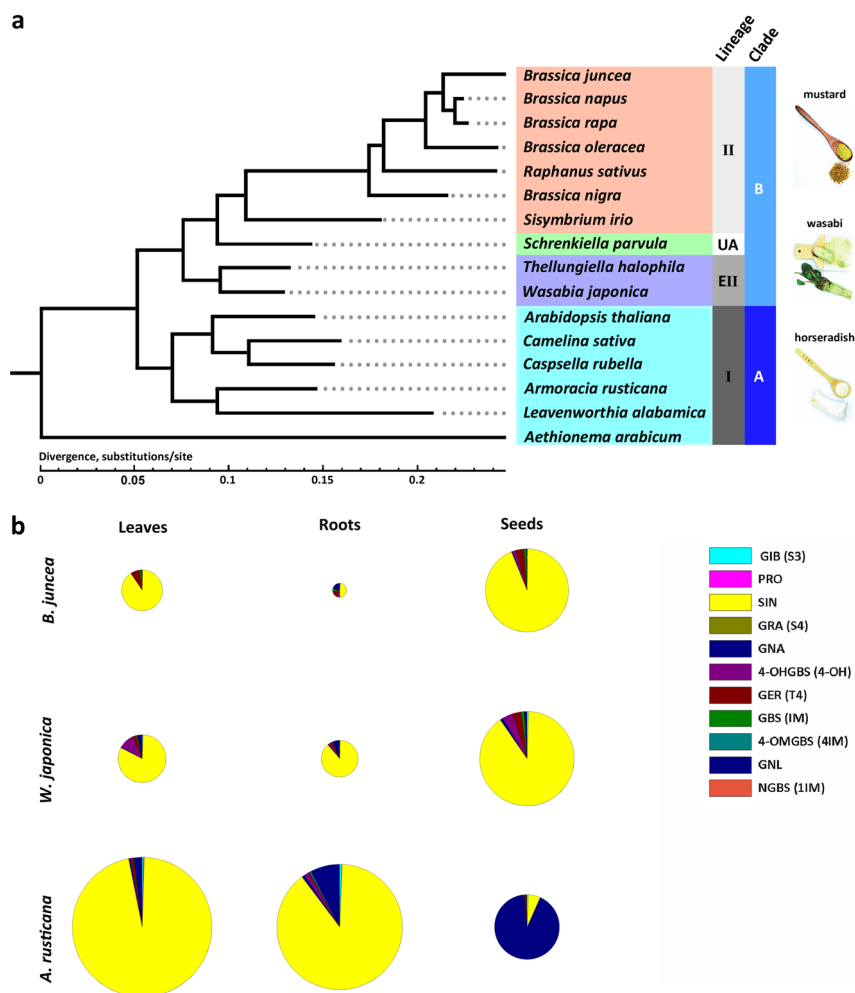 a
Lineage
Clade
Brassica juncea
Brassica napus
Brassica rapa
Brassica oleracea
Raphanus sativus
Brassica nigra
Sisymbrium irio
Schrenkiella parvula
Thellungiella halophila
Wasabia japonica
Arabidopsis thaliana
Camelina sativa
Caspsella rubella
Armoracia rusticana
Leavenworthia alabamica
Aethionema arabicum
II
UA
EII
I
B
A
mustard
wasabi
horseradish
Divergence, substitutions/site
0 0.05 0.1 0.15 0.2
b
Leaves Roots Seeds
B. juncea
W. japonica
A. rusticana
GIB (S3)
PRO
SIN
GRA (S4)
GNA
4-OHGBS (4-OH)
GER (T4)
GBS (IM)
4-OMGBS (4IM)
GNL
NGBS (1IM)